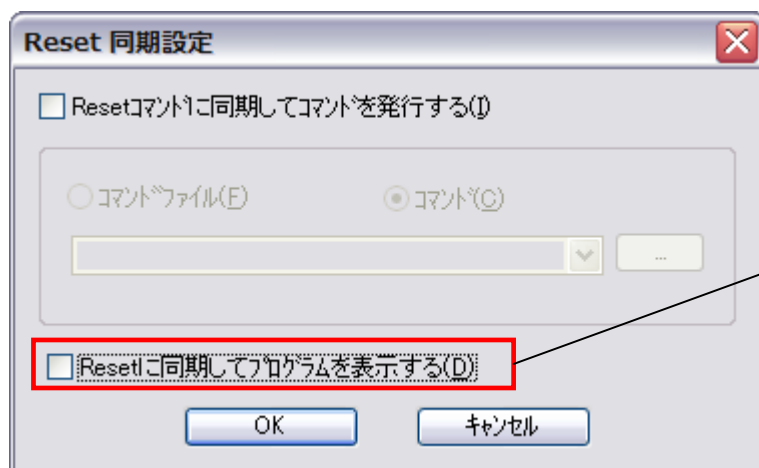 Reset 同期設定
Resetｺﾏﾝﾄﾞに同期してｺﾏﾝﾄﾞを発行する(I)
ｺﾏﾝﾄﾞﾌｧｲﾙ(F) ｺﾏﾝﾄﾞ(C)
...
Resetに同期してﾌﾟﾛｸﾞﾗﾑを表示する(D)
OK ｷｬﾝｾﾙ